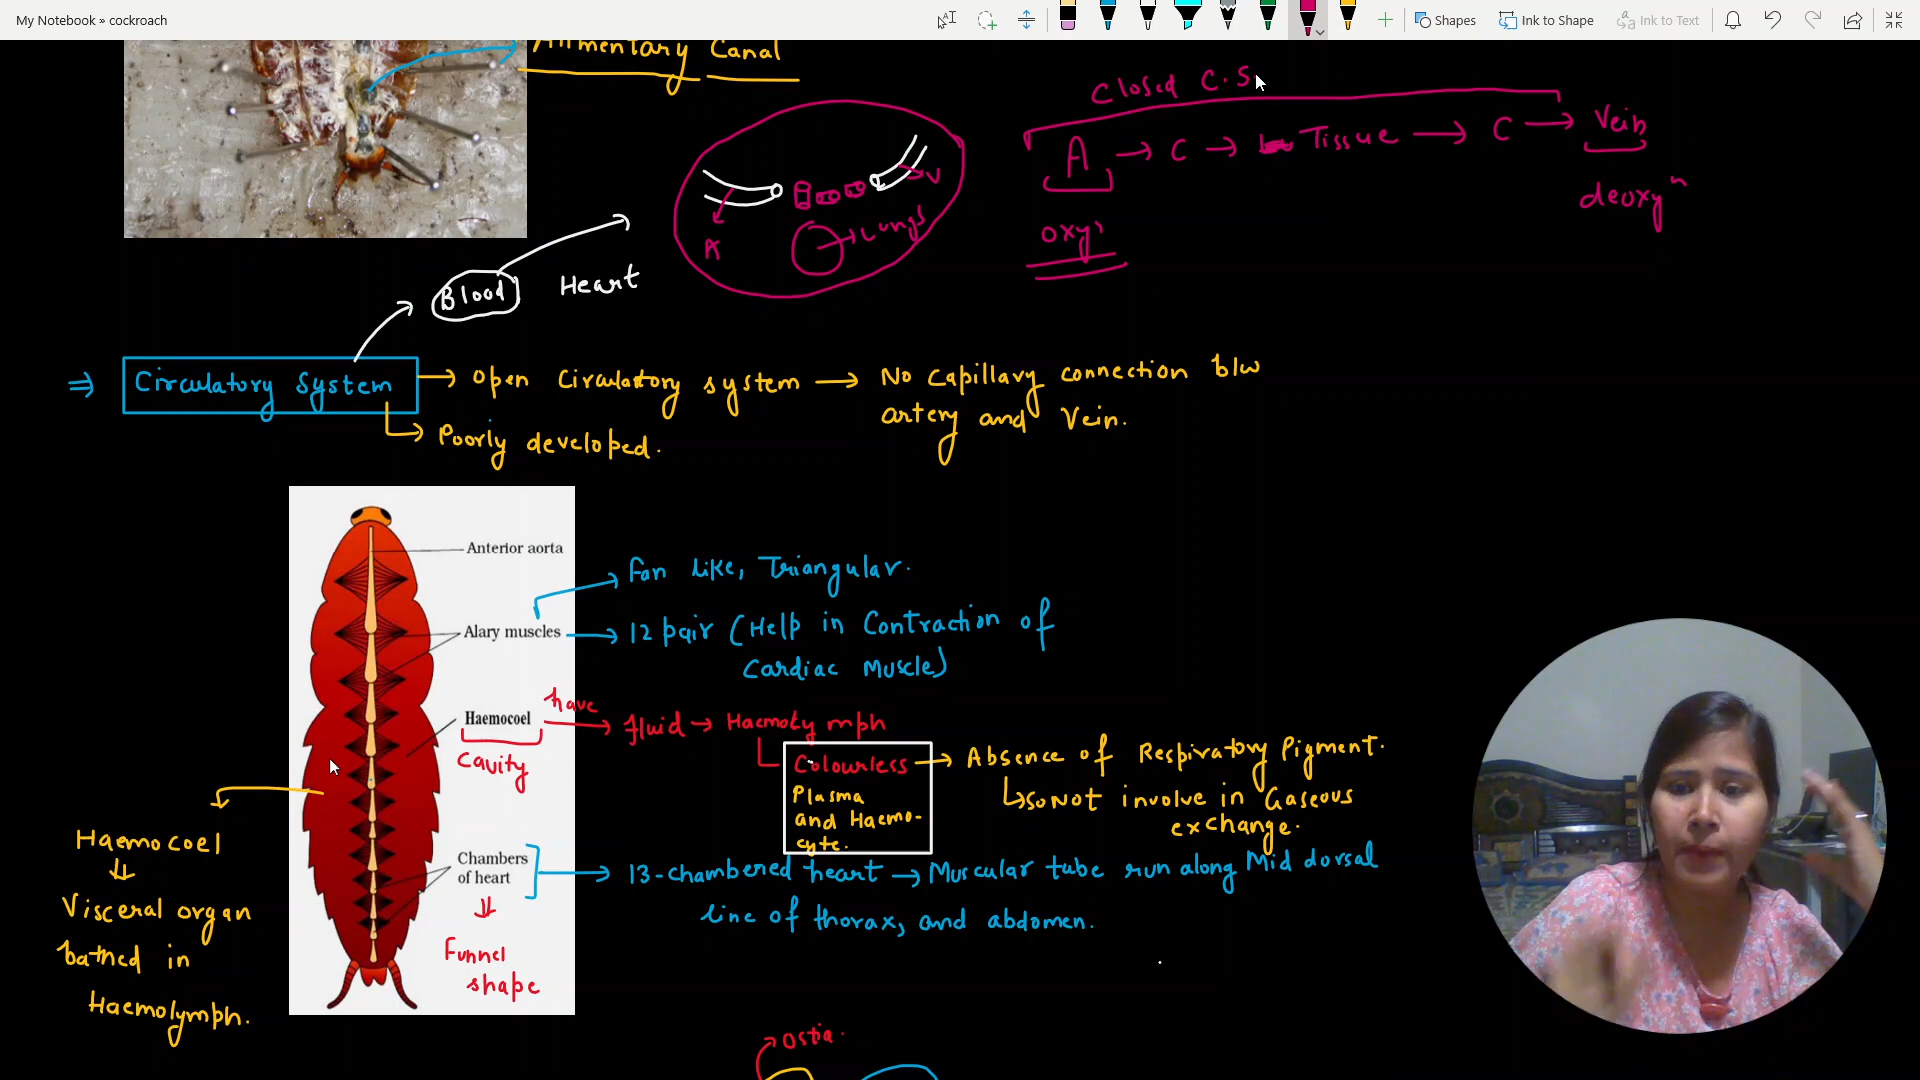 My Notebook » cockroach
Shapes
Ink to Shape
Ink to Text
Alimentary Canal
Closed C.S
A → C → Tissue → C → Vein
oxyⁿ
deoxyⁿ
A
V
Lungs
Blood
Heart
⇒ Circulatory System → Open Circulatory system → No Capillary connection b/w
artery and Vein.
Poorly developed.
Anterior aorta
Fan like, Triangular.
Alary muscles → 12 pair (Help in Contraction of
Cardiac Muscle)
Haemocoel have → fluid → Haemoly mph
Cavity
Colourless → Absence of Respiratory Pigment.
Plasma
and Haemo-
cyte.
↳ so NOT involve in Gaseous
exchange.
Haemocoel
⇓
Visceral organ
bathed in
Haemolymph.
Chambers
of heart
→ 13-chambered heart → Muscular tube run along Mid dorsal
line of thorax, and abdomen.
⇓
Funnel
shape
Ostia.